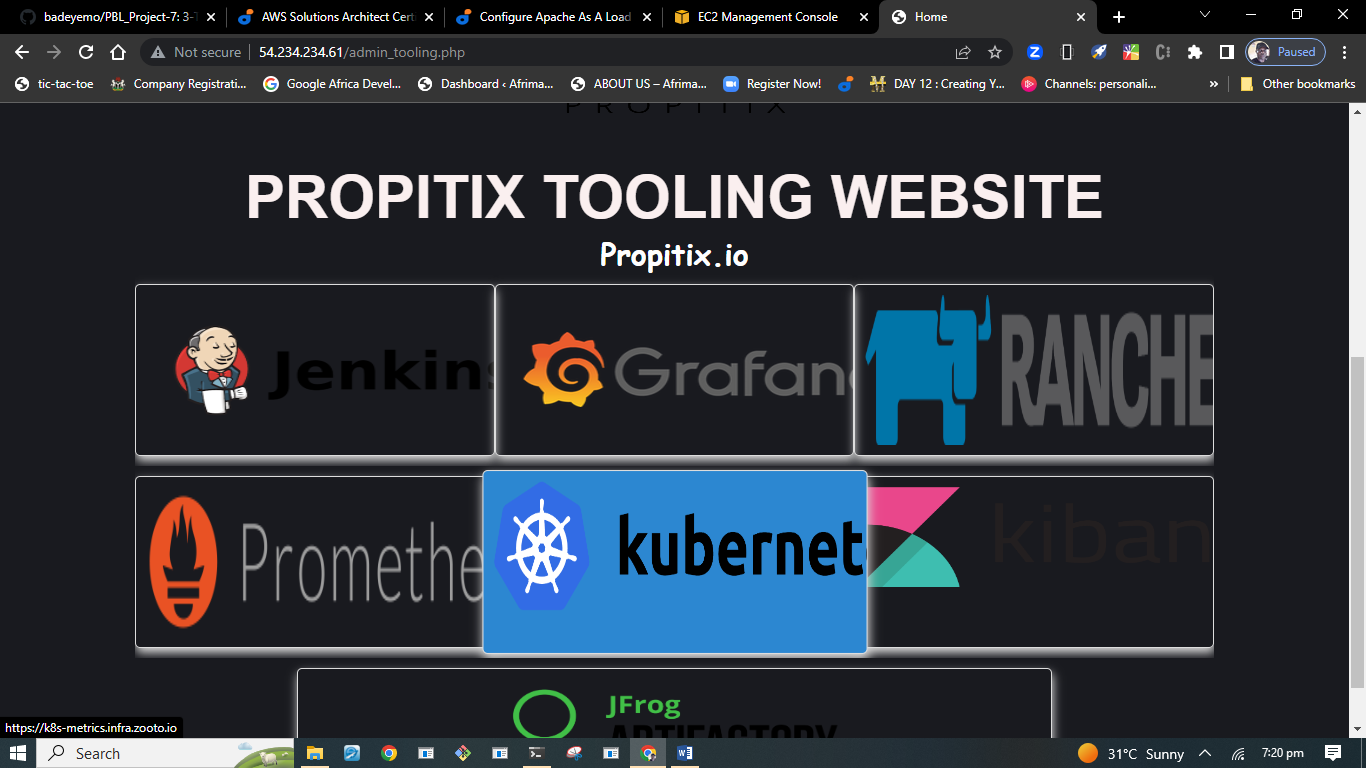 badeyemo/PBL_Project-7: 3-T
AWS Solutions Architect Cert
Configure Apache As A Load
EC2 Management Console
Home
Not secure
54.234.234.61/admin_tooling.php
Paused
tic-tac-toe
Company Registrati...
Google Africa Devel...
Dashboard ‹ Afrima...
ABOUT US – Afrima...
Register Now!
DAY 12 : Creating Y...
Channels: personali...
»
Other bookmarks
PROPITIX
PROPITIX TOOLING WEBSITE
Propitix.io
Jenkins
Grafana
RANCHE
Promethe
kubernet
kiban
JFrog
ARTIFACTORY
https://k8s-metrics.infra.zooto.io
Search
31°C Sunny
7:20 pm